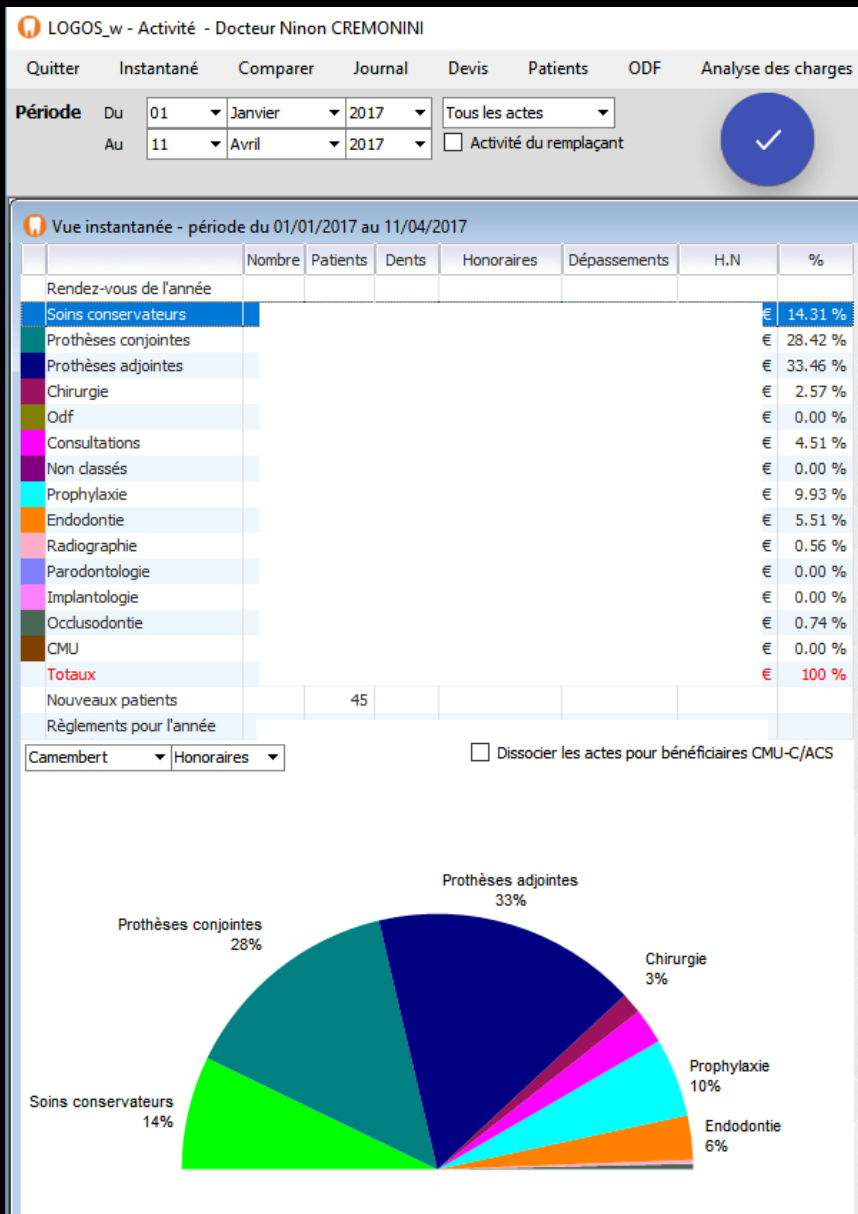 LOGOS_w - Activité - Docteur Ninon CREMONINI
Quitter Instantané Comparer Journal Devis Patients ODF Analyse des charges
Période Du 01 Janvier 2017 Tous les actes
Au 11 Avril 2017 Activité du remplaçant
Vue instantanée - période du 01/01/2017 au 11/04/2017
Nombre Patients Dents Honoraires Dépassements H.N %
Rendez-vous de l'année
Soins conservateurs € 14.31 %
Prothèses conjointes € 28.42 %
Prothèses adjointes € 33.46 %
Chirurgie € 2.57 %
Odf € 0.00 %
Consultations € 4.51 %
Non classés € 0.00 %
Prophylaxie € 9.93 %
Endodontie € 5.51 %
Radiographie € 0.56 %
Parodontologie € 0.00 %
Implantologie € 0.00 %
Occlusodontie € 0.74 %
CMU € 0.00 %
Totaux € 100 %
Nouveaux patients 45
Règlements pour l'année
Camembert Honoraires Dissocier les actes pour bénéficiaires CMU-C/ACS
Prothèses adjointes
33%
Prothèses conjointes
28%
Chirurgie
3%
Prophylaxie
10%
Soins conservateurs
14%
Endodontie
6%